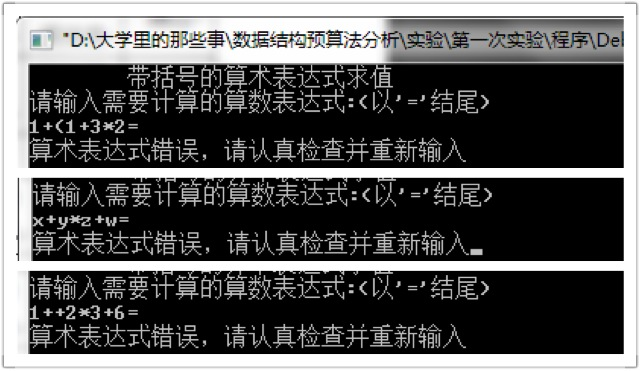 "D:\大学里的那些事\数据结构预算法分析\实验\第一次实验\程序\Deb
带括号的算术表达式求值
请输入需要计算的算数表达式:(以'='结尾)
1+(1+3*2=
算术表达式错误，请认真检查并重新输入
请输入需要计算的算数表达式:(以'='结尾)
x+y*z+w=
算术表达式错误，请认真检查并重新输入
请输入需要计算的算数表达式:(以'='结尾)
1++2*3+6=
算术表达式错误，请认真检查并重新输入